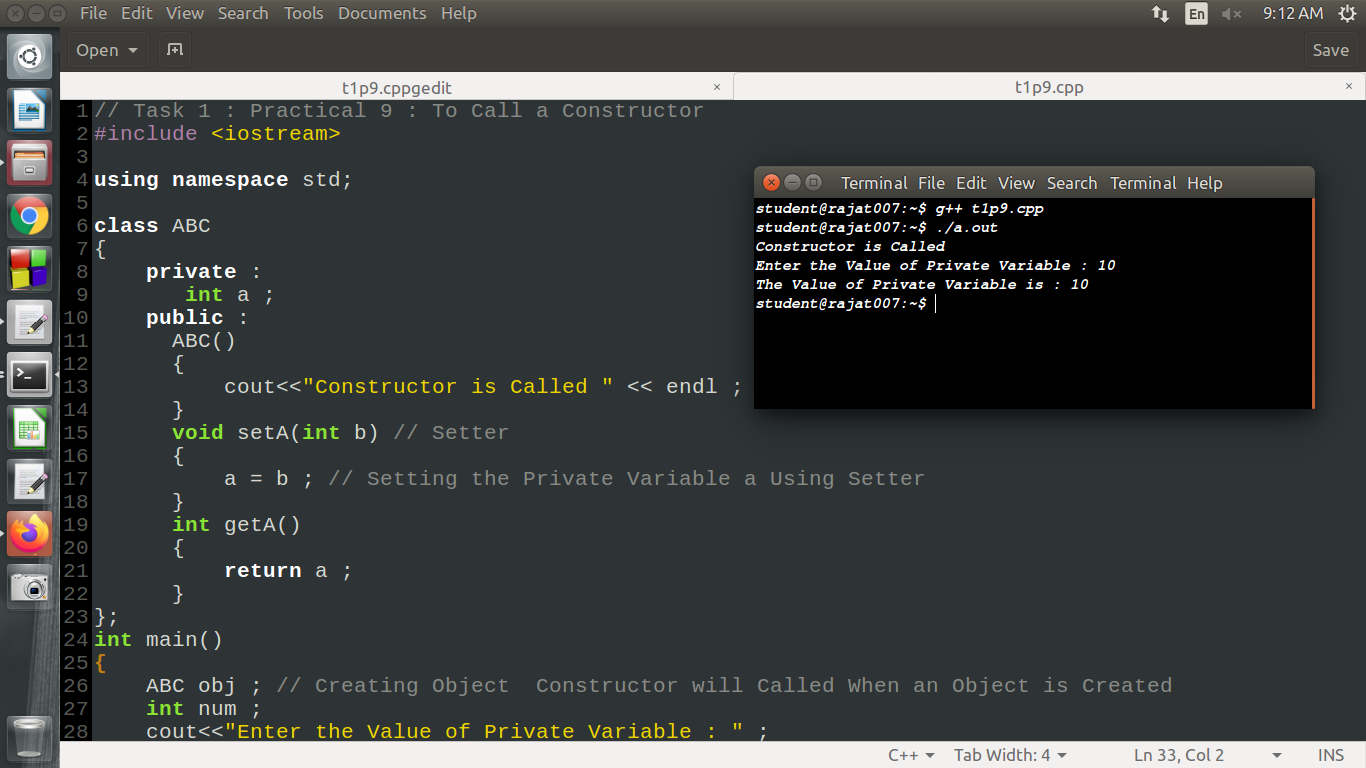 File Edit View Search Tools Documents Help En 9:12 AM
Open Save
t1p9.cppgedit × t1p9.cpp ×
1 // Task 1 : Practical 9 : To Call a Constructor
2 #include <iostream>
3
4 using namespace std;
5
6 class ABC
7 {
8     private :
9        int a ;
10     public :
11       ABC()
12       {
13           cout<<"Constructor is Called " << endl ;
14       }
15       void setA(int b) // Setter
16       {
17           a = b ; // Setting the Private Variable a Using Setter
18       }
19       int getA()
20       {
21           return a ;
22       }
23 };
24 int main()
25 {
26     ABC obj ; // Creating Object  Constructor will Called When an Object is Created
27     int num ;
28     cout<<"Enter the Value of Private Variable : " ;
Terminal File Edit View Search Terminal Help
student@rajat007:~$ g++ t1p9.cpp
student@rajat007:~$ ./a.out
Constructor is Called
Enter the Value of Private Variable : 10
The Value of Private Variable is : 10
student@rajat007:~$
C++ Tab Width: 4 Ln 33, Col 2 INS